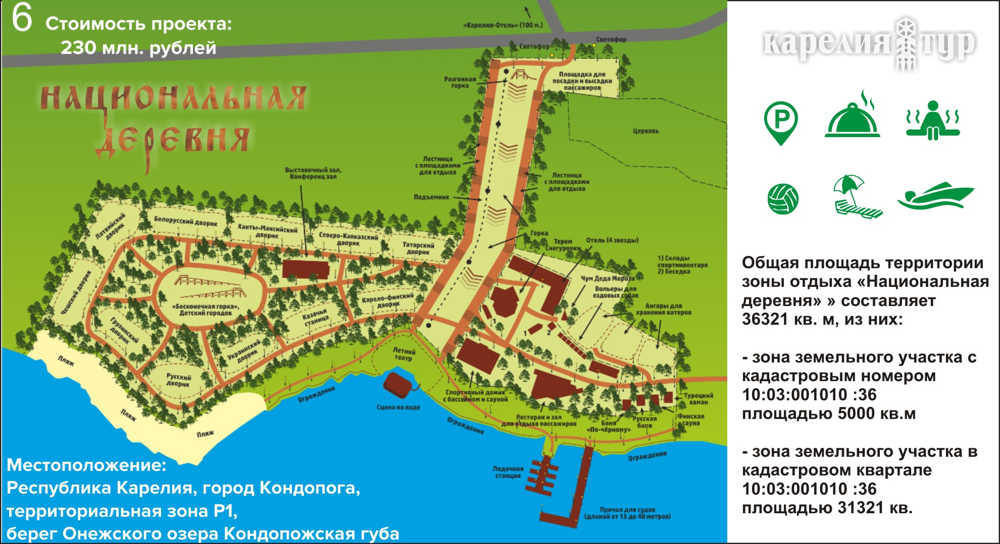 6
Стоимость проекта:
230 млн. рублей
национальная
деревня
«Карелия-Отель» (100 м.)
Светофор
Светофор
Разгонная
горка
Площадка для
посадки и высадки
пассажиров
Церковь
Лестница
с площадками
для отдыха
Лестница
с площадками
для отдыха
Подъемник
Выставочный зал,
Конференц зал
Горка
Терем
Снегурочки
Отель (4 звезды)
1) Склады
спортинвентаря
2) Беседка
Чум Деда Мороза
Вольеры для
ездовых собак
Ангары для
хранения катеров
Латвийский
дворик
Белорусский дворик
Ханты-Мансийский
дворик
Северо-Кавказский
дворик
Татарский
дворик
Чешский дворик
«Бесконечная горка»,
Детский городок
Карело-финский
дворик
Казачья
станица
Грузинский
дворик
Украинский
дворик
Русский
дворик
1
1
2
Летний
театр
Пляж
Пляж
Пляж
Ограждения
Сцена на воде
Спортивный домик
с бассейном и сауной
Ресторан и зал
для отдыха пассажиров
Ограждения
Баня
«По-чёрному»
Русская
баня
Финская
сауна
Турецкий
хаман
Ограждения
Лодочная
станция
Причал для судов
(длиной от 15 до 40 метров)
Местоположение:
Республика Карелия, город Кондопога,
территориальная зона Р1,
берег Онежского озера Кондопожская губа
карелия тур
P
Общая площадь территории
зоны отдыха «Национальная
деревня» » составляет
36321 кв. м, из них:
- зона земельного участка с
кадастровым номером
10:03:001010 :36
площадью 5000 кв.м
- зона земельного участка в
кадастровом квартале
10:03:001010 :36
площадью 31321 кв.